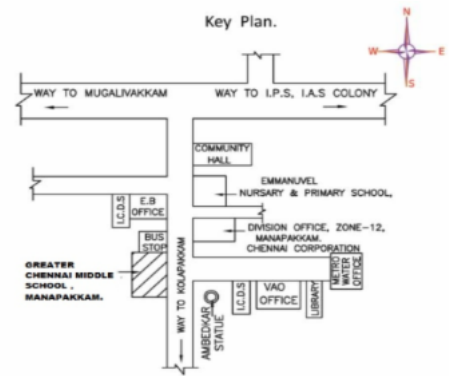 Key Plan.
N
W
E
S
WAY TO MUGALIVAKKAM
WAY TO I.P.S, I.A.S COLONY
COMMUNITY
HALL
EMMANUVEL
NURSARY & PRIMARY SCHOOL,
I.C.D.S
E.B
OFFICE
DIVISION OFFICE, ZONE-12,
MANAPAKKAM.
CHENNAI CORPORATION
BUS
STOP
GREATER
CHENNAI MIDDLE
SCHOOL ,
MANAPAKKAM.
WAY TO KOLAPAKKAM
AMBEDKAR
STATUE
I.C.D.S
VAO
OFFICE
LIBRARY
METRO
WATER
OFFICE